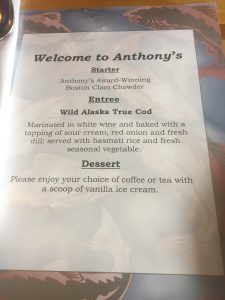 Welcome to Anthony's
Starter
Anthony's Award-Winning
Boston Clam Chowder
Entree
Wild Alaska True Cod
Marinated in white wine and baked with a
topping of sour cream, red onion and fresh
dill; served with basmati rice and fresh
seasonal vegetable.
Dessert
Please enjoy your choice of coffee or tea with
a scoop of vanilla ice cream.